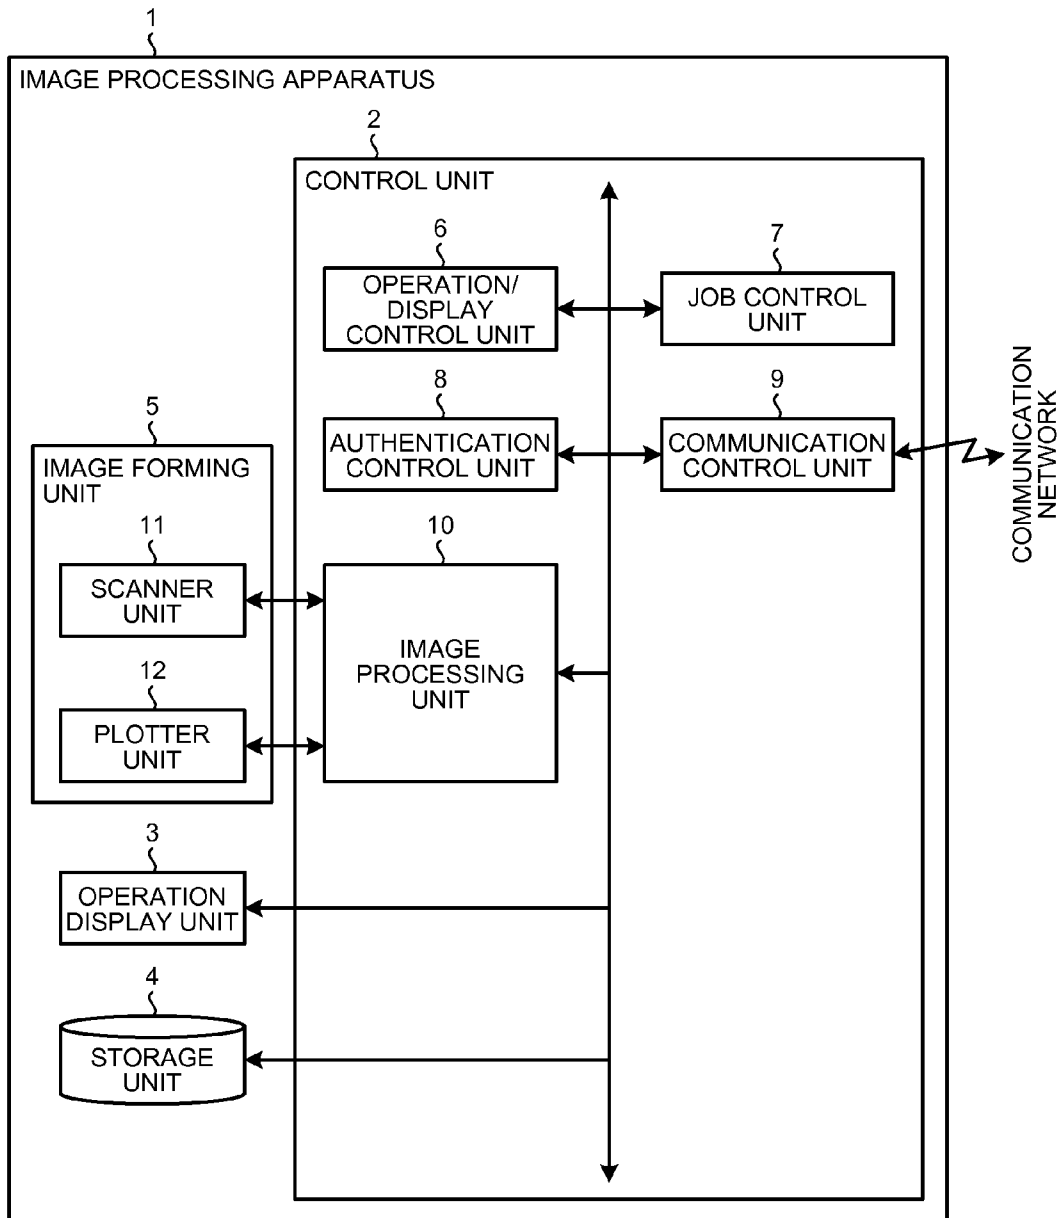 1
IMAGE PROCESSING APPARATUS
2
CONTROL UNIT
6
OPERATION/
DISPLAY
CONTROL UNIT
7
JOB CONTROL
UNIT
8
AUTHENTICATION
CONTROL UNIT
9
COMMUNICATION
CONTROL UNIT
COMMUNICATION
NETWORK
5
IMAGE FORMING
UNIT
11
SCANNER
UNIT
12
PLOTTER
UNIT
10
IMAGE
PROCESSING
UNIT
3
OPERATION
DISPLAY UNIT
4
STORAGE
UNIT